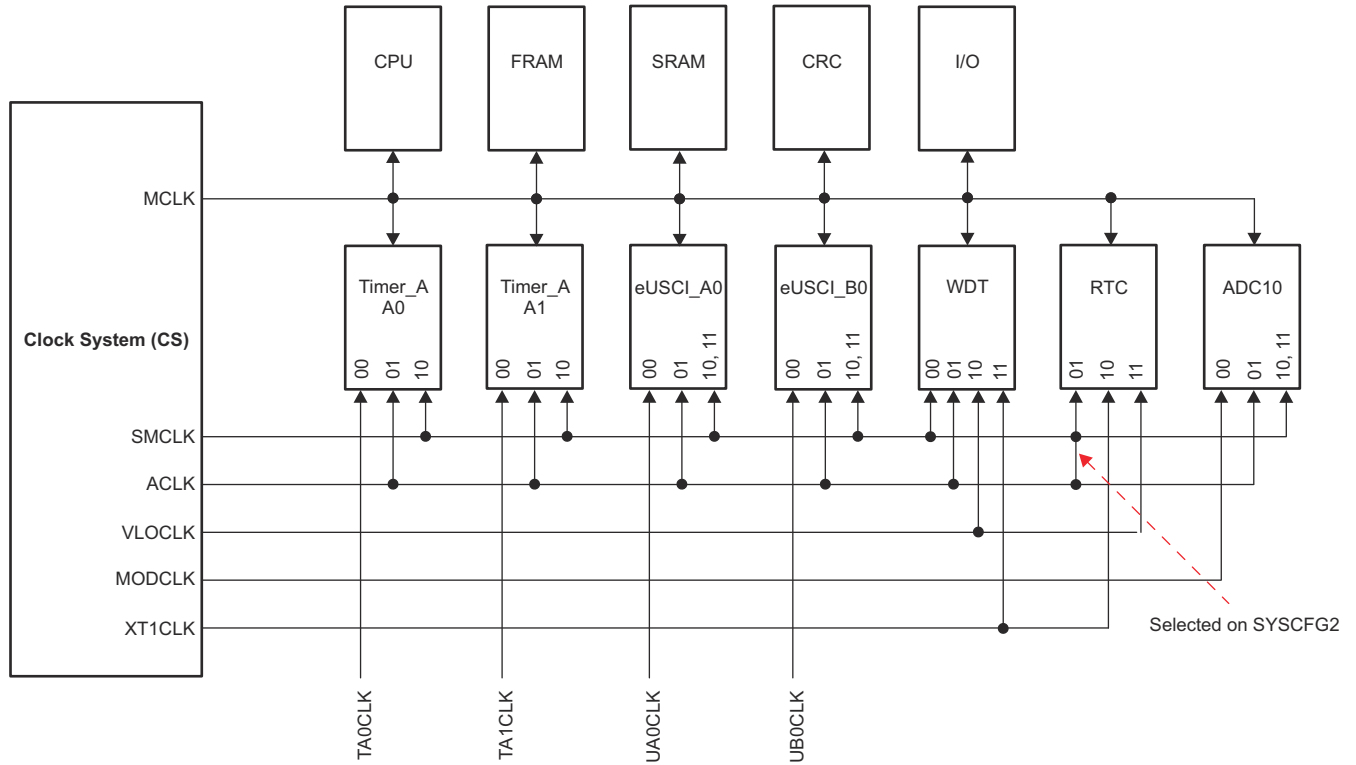 CPU
FRAM
SRAM
CRC
I/O
MCLK
Timer_A
A0
00
01
10
Timer_A
A1
00
01
10
eUSCI_A0
00
01
10, 11
eUSCI_B0
00
01
10, 11
WDT
00
01
10
11
RTC
01
10
11
ADC10
00
01
10, 11
Clock System (CS)
SMCLK
ACLK
VLOCLK
MODCLK
XT1CLK
Selected on SYSCFG2
TA0CLK
TA1CLK
UA0CLK
UB0CLK